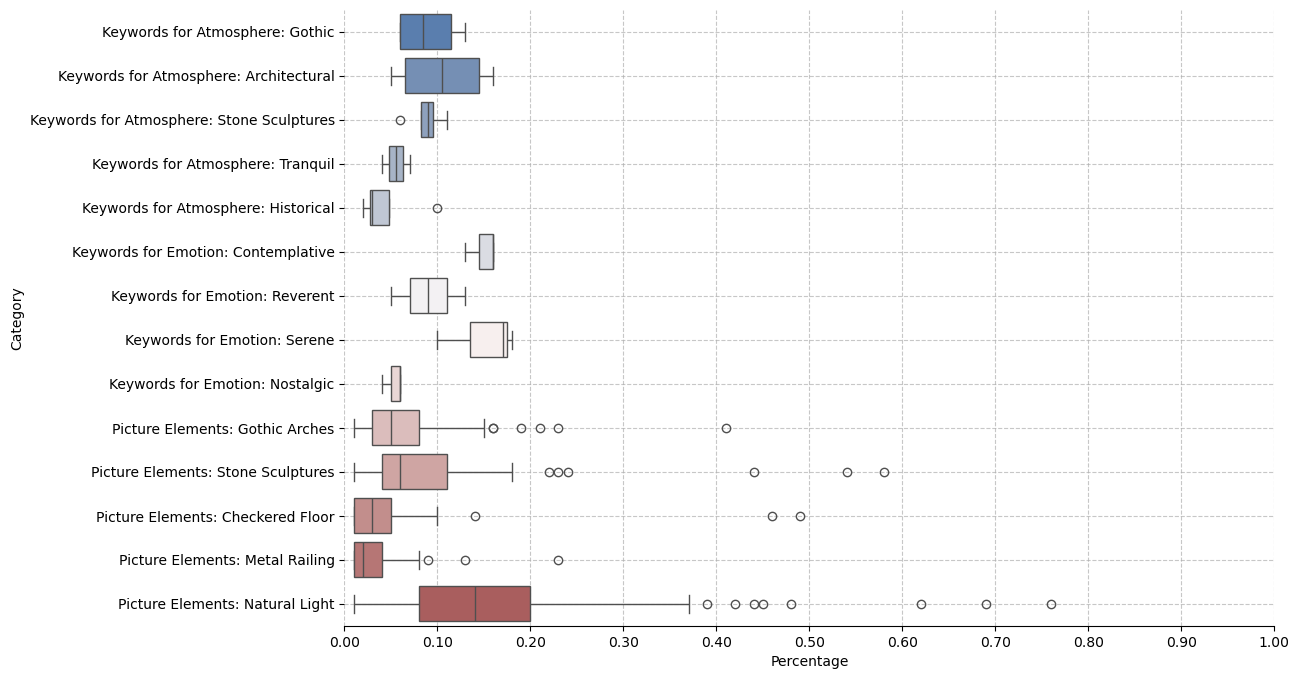 Category
Keywords for Atmosphere: Gothic
Keywords for Atmosphere: Architectural
Keywords for Atmosphere: Stone Sculptures
Keywords for Atmosphere: Tranquil
Keywords for Atmosphere: Historical
Keywords for Emotion: Contemplative
Keywords for Emotion: Reverent
Keywords for Emotion: Serene
Keywords for Emotion: Nostalgic
Picture Elements: Gothic Arches
Picture Elements: Stone Sculptures
Picture Elements: Checkered Floor
Picture Elements: Metal Railing
Picture Elements: Natural Light
0.00 0.10 0.20 0.30 0.40 0.50 0.60 0.70 0.80 0.90 1.00
Percentage